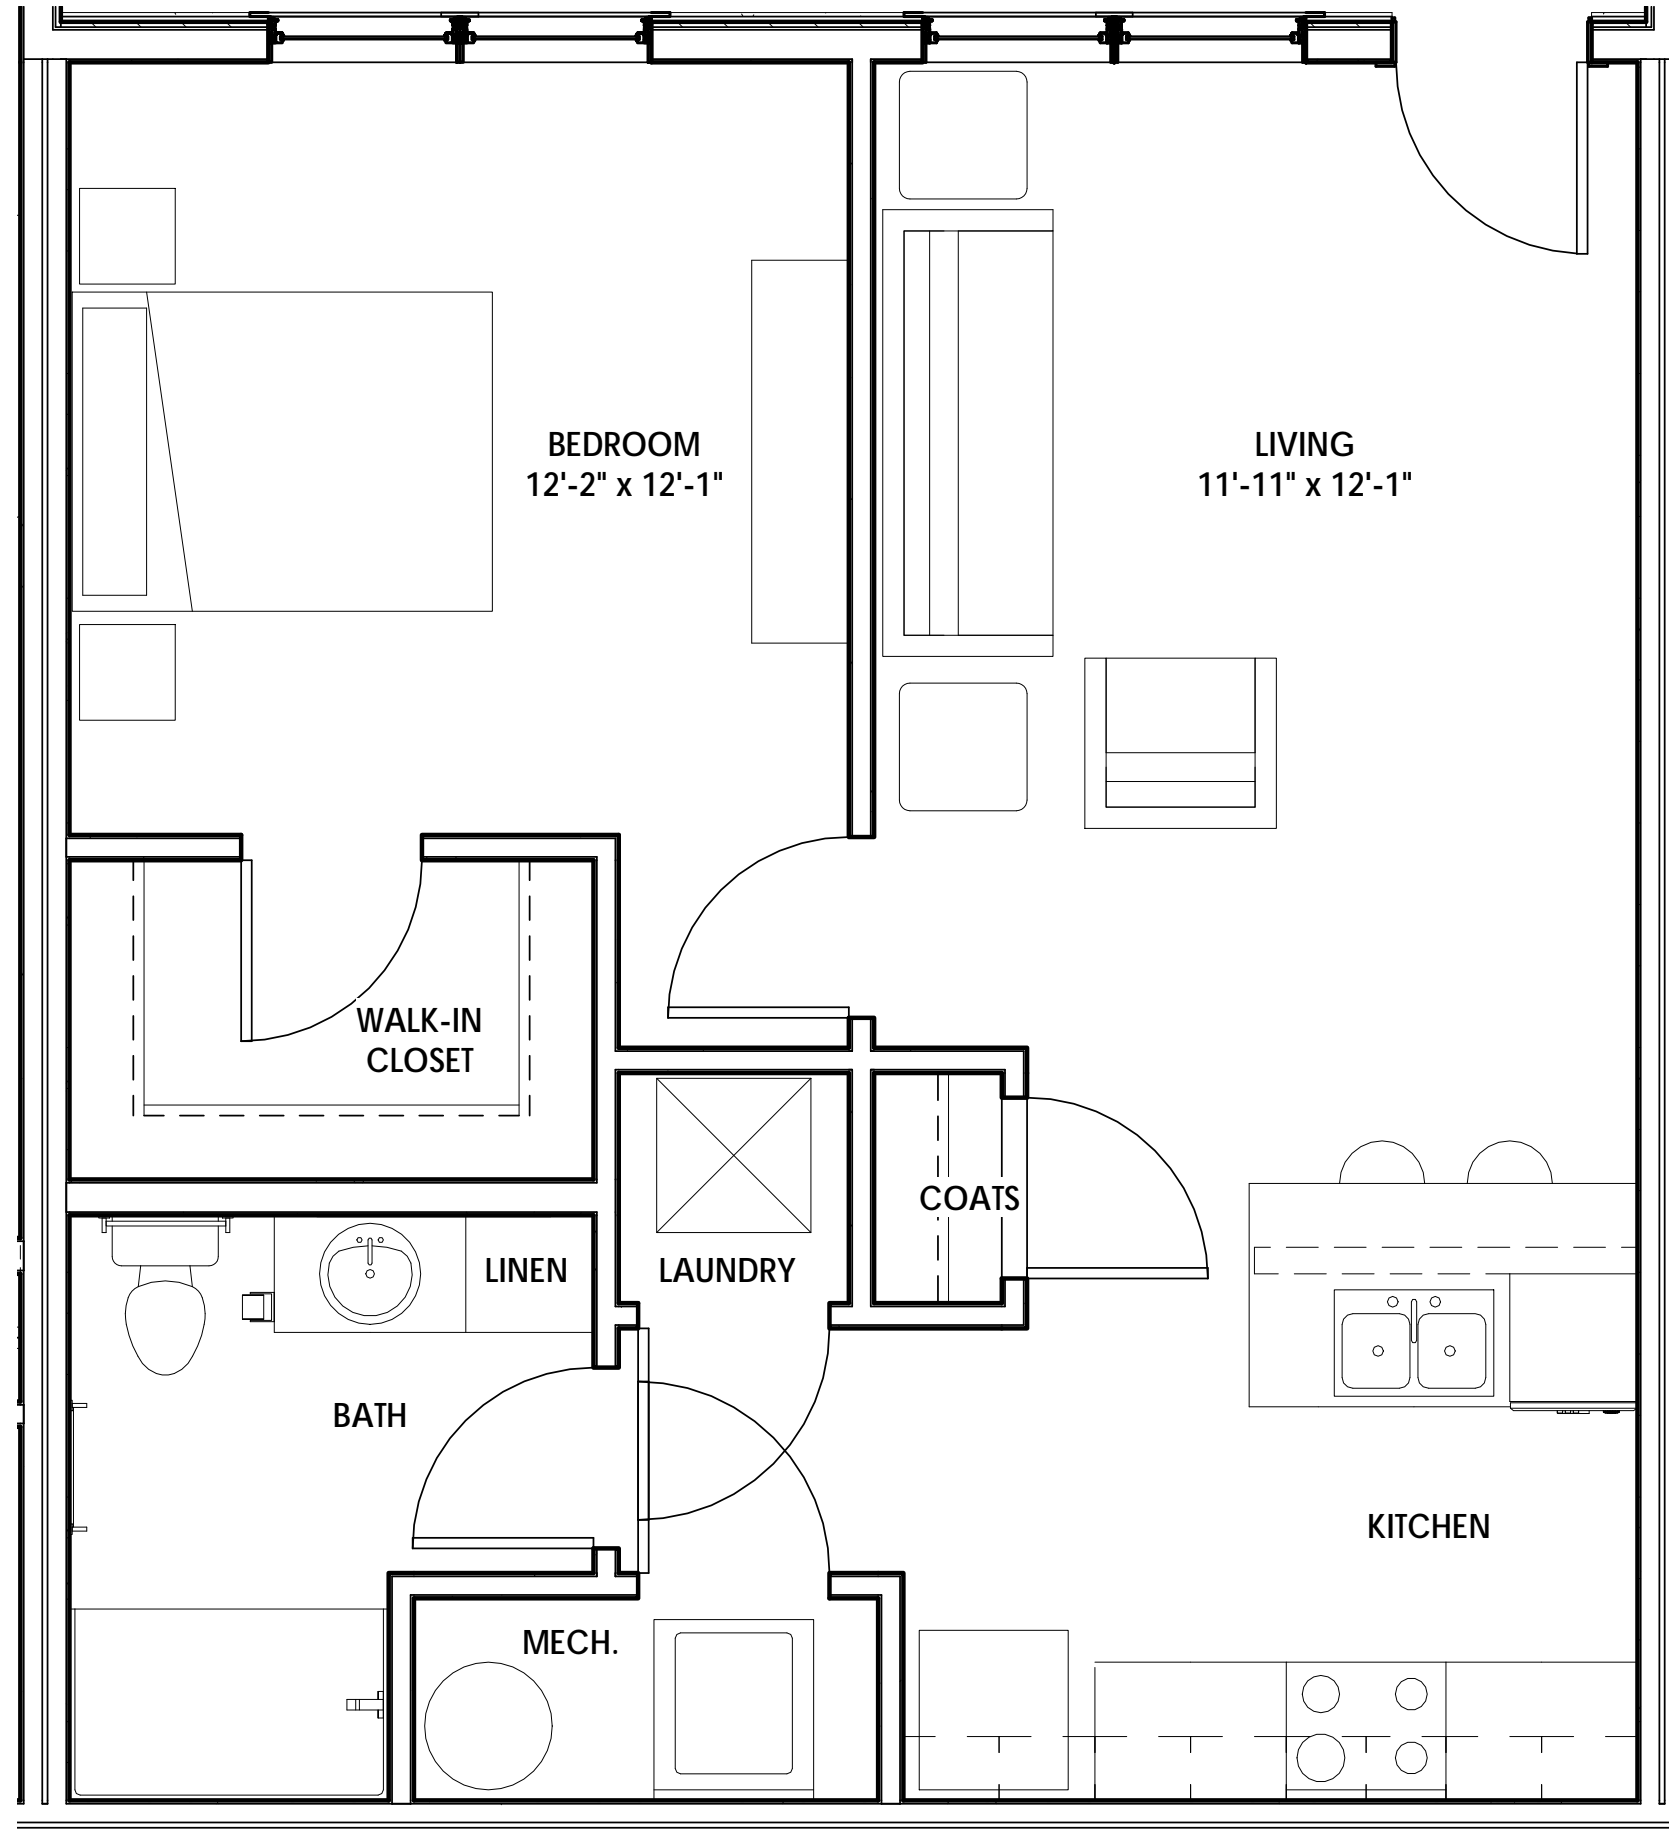 BEDROOM
12'-2" x 12'-1"
LIVING
11'-11" x 12'-1"
WALK-IN
CLOSET
COATS
LINEN
LAUNDRY
BATH
KITCHEN
MECH.